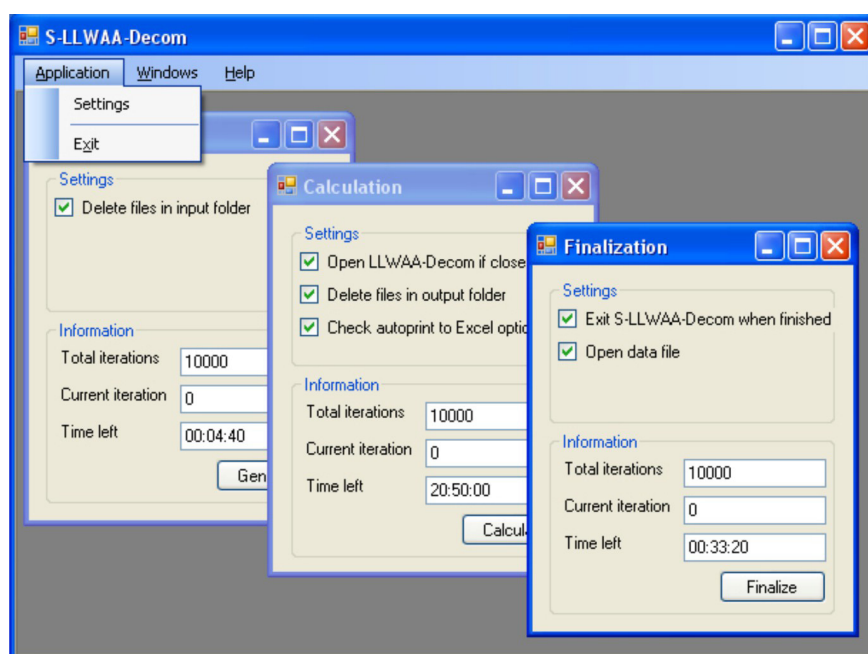 S-LLWAA-Decom
Application Windows Help
Settings
Exit
Settings
Delete files in input folder
Information
Total iterations 10000
Current iteration 0
Time left 00:04:40
Gen
Calculation
Settings
Open LLWAA-Decom if close
Delete files in output folder
Check autoprint to Excel optio
Information
Total iterations 10000
Current iteration 0
Time left 20:50:00
Calcul
Finalization
Settings
Exit S-LLWAA-Decom when finished
Open data file
Information
Total iterations 10000
Current iteration 0
Time left 00:33:20
Finalize